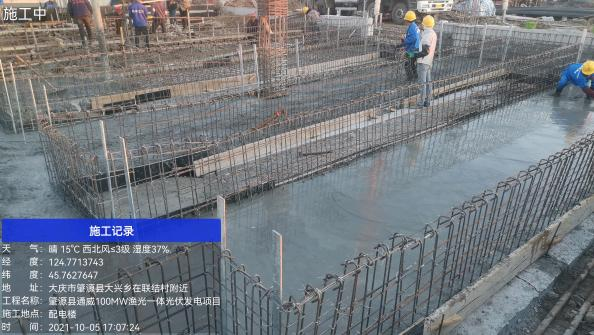 施工中
施工记录
天 气：晴 15℃ 西北风≤3级 湿度37%
经 度：124.7713743
纬 度：45.7627647
地 址：大庆市肇源县大兴乡在联结村附近
工程名称：肇源县通威100MW渔光一体光伏发电项目
施工地点：配电楼
时 间：2021-10-05 17:07:24